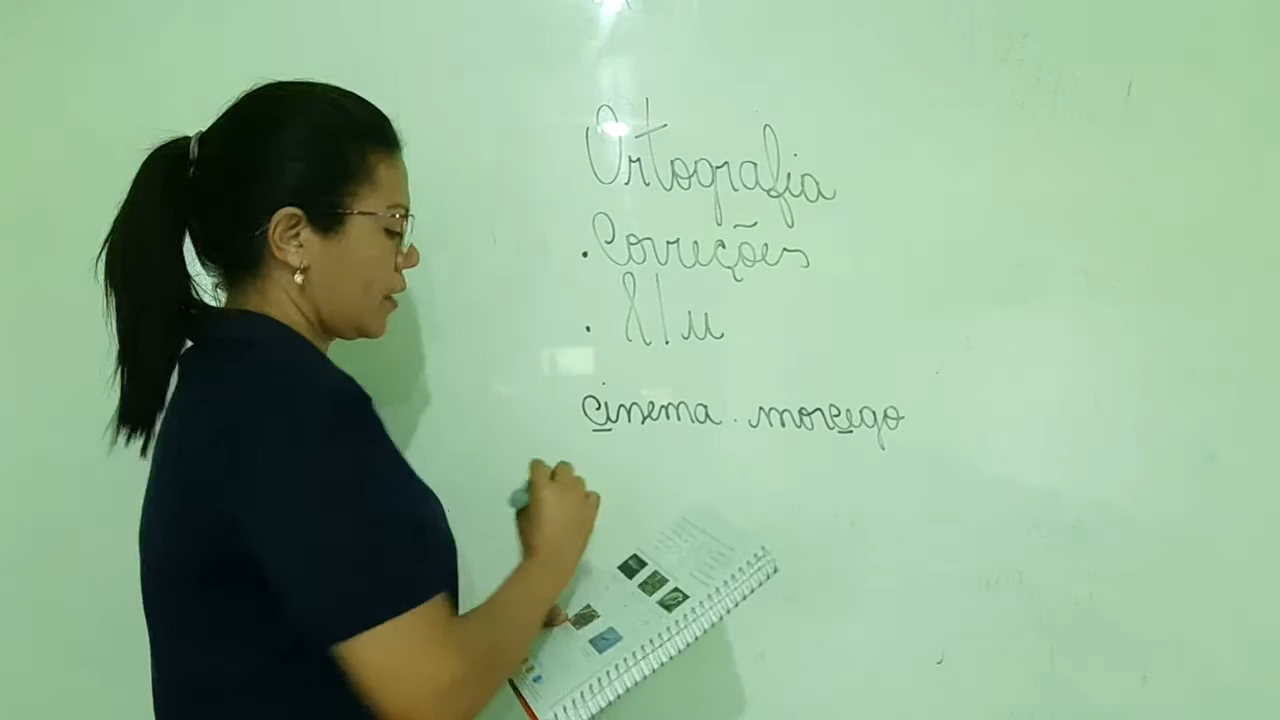 Ortografia
. Correções
. l/u
cinema . morcego